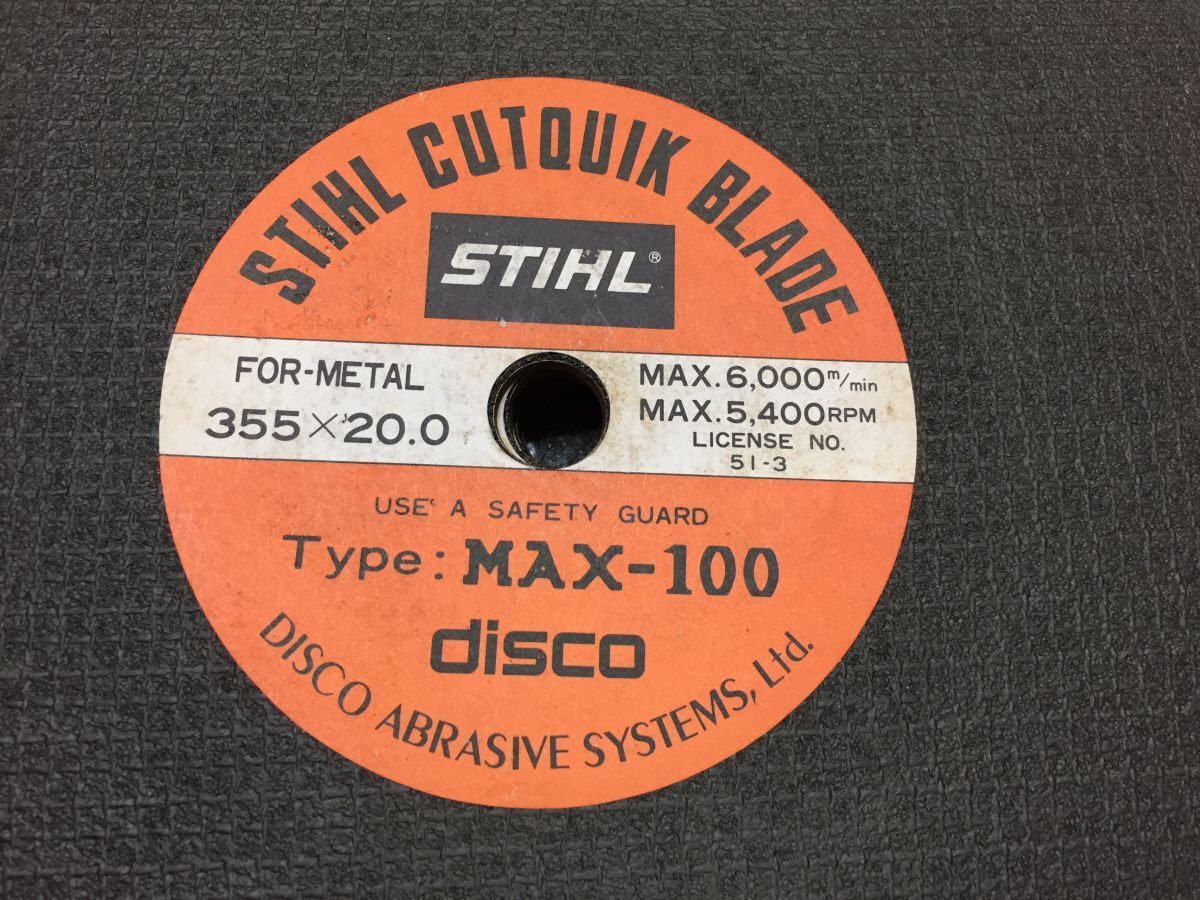 STIHL CUTQUIK BLADE
STIHL®
FOR-METAL
355×20.0
MAX.6,000m/min
MAX.5,400RPM
LICENSE NO.
51-3
USE A SAFETY GUARD
Type: MAX-100
disco
DISCO ABRASIVE SYSTEMS, Ltd.